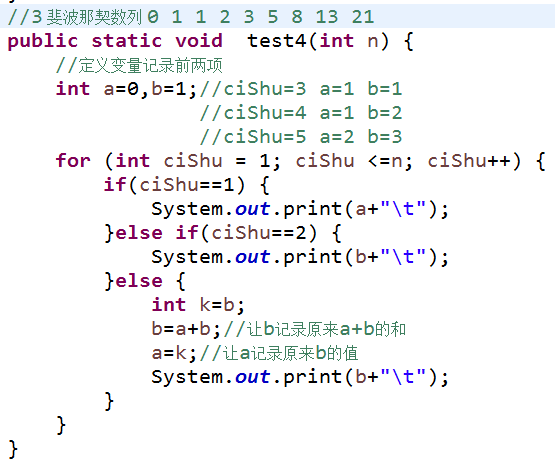 //3斐波那契数列0 1 1 2 3 5 8 13 21
public static void  test4(int n) {
    //定义变量记录前两项
    int a=0,b=1;//ciShu=3 a=1 b=1
                //ciShu=4 a=1 b=2
                //ciShu=5 a=2 b=3
    for (int ciShu = 1; ciShu <=n; ciShu++) {
        if(ciShu==1) {
            System.out.print(a+"\t");
        }else if(ciShu==2) {
            System.out.print(b+"\t");
        }else {
            int k=b;
            b=a+b;//让b记录原来a+b的和
            a=k;//让a记录原来b的值
            System.out.print(b+"\t");
        }
    }
}